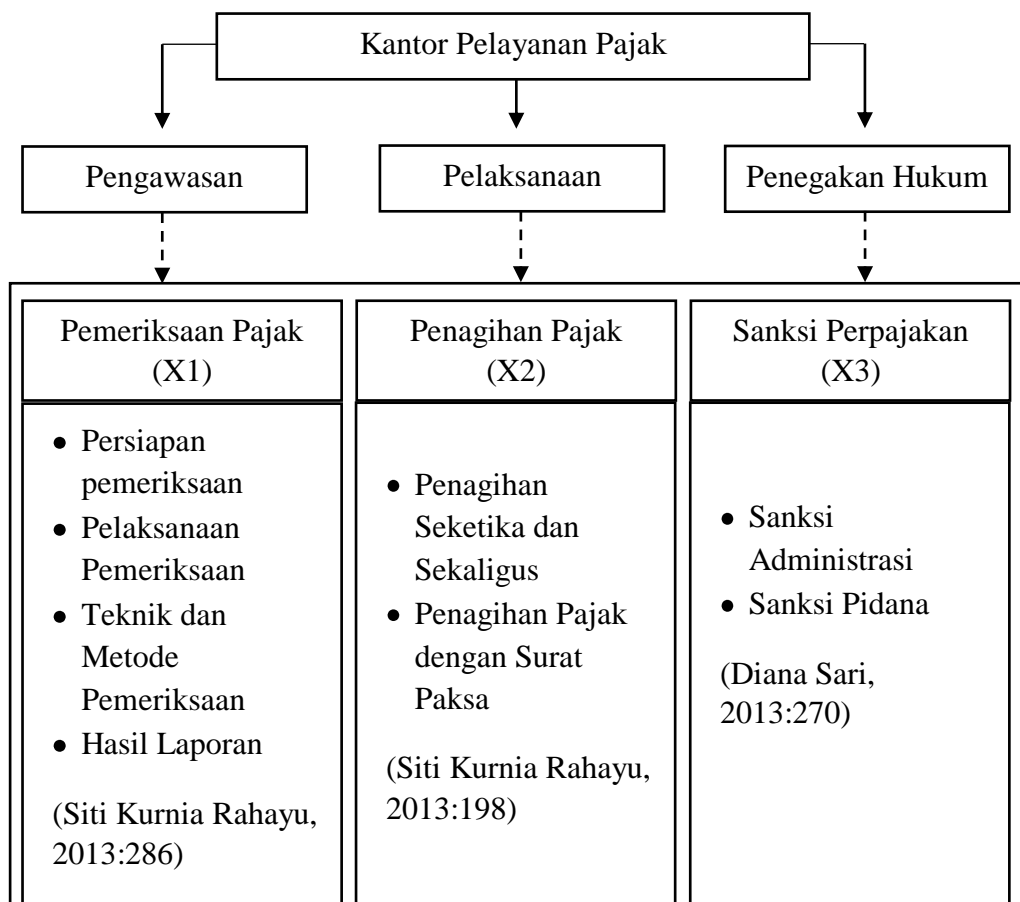 Kantor Pelayanan Pajak
Pengawasan
Pelaksanaan
Penegakan Hukum
Pemeriksaan Pajak
(X1)
Penagihan Pajak
(X2)
Sanksi Perpajakan
(X3)
• Persiapan
pemeriksaan
• Pelaksanaan
Pemeriksaan
• Teknik dan
Metode
Pemeriksaan
• Hasil Laporan
(Siti Kurnia Rahayu,
2013:286)
• Penagihan
Seketika dan
Sekaligus
• Penagihan Pajak
dengan Surat
Paksa
(Siti Kurnia Rahayu,
2013:198)
• Sanksi
Administrasi
• Sanksi Pidana
(Diana Sari,
2013:270)